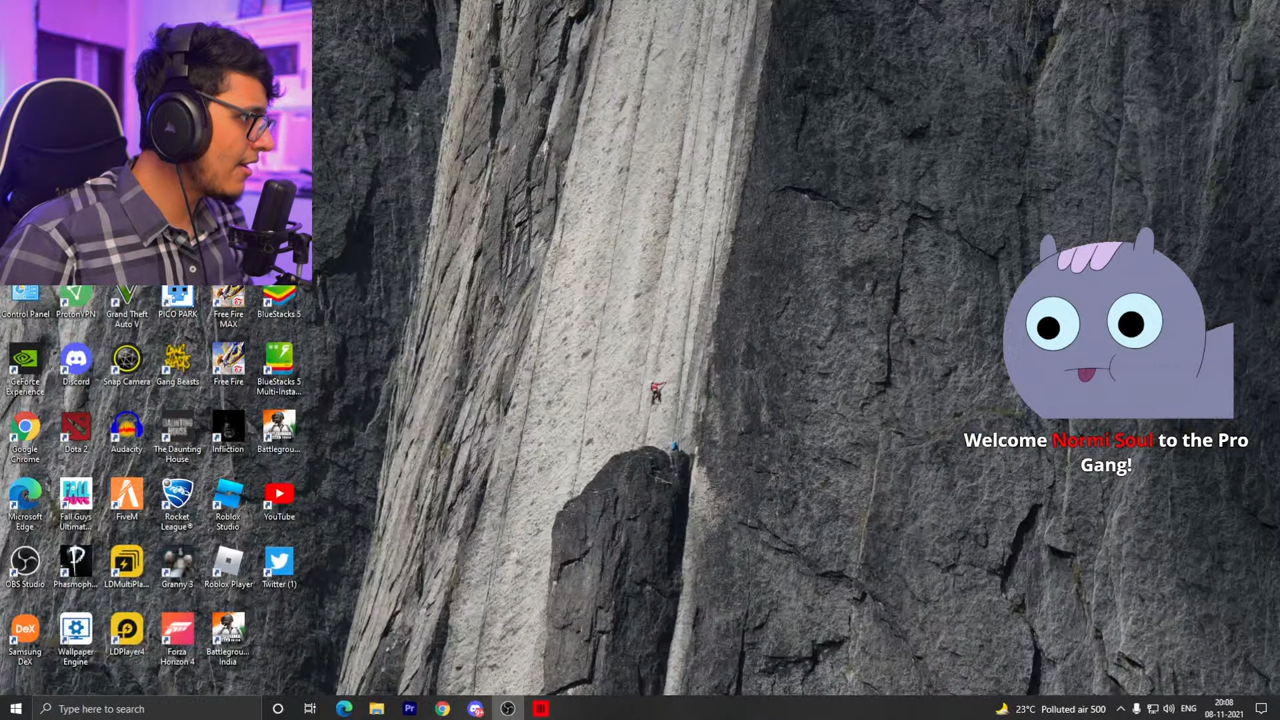 Control Panel
ProtonVPN
Grand Theft
Auto V
PICO PARK
Free Fire
MAX
BlueStacks 5
GeForce
Experience
Discord
Snap Camera
Gang Beasts
Free Fire
BlueStacks 5
Multi-Insta...
Google
Chrome
Dota 2
Audacity
The Daunting
House
Infliction
Battlegrou...
Microsoft
Edge
Fall Guys
Ultimat...
FiveM
Rocket
League®
Roblox
Studio
YouTube
OBS Studio
Phasmoph...
LDMultiPla...
Granny 3
Roblox Player
Twitter (1)
Samsung
DeX
Wallpaper
Engine
LDPlayer4
Forza
Horizon 4
Battlegrou...
India
Welcome Normi Soul to the Pro
Gang!
Type here to search
23°C Polluted air 500
ENG
20:08
08-11-2021